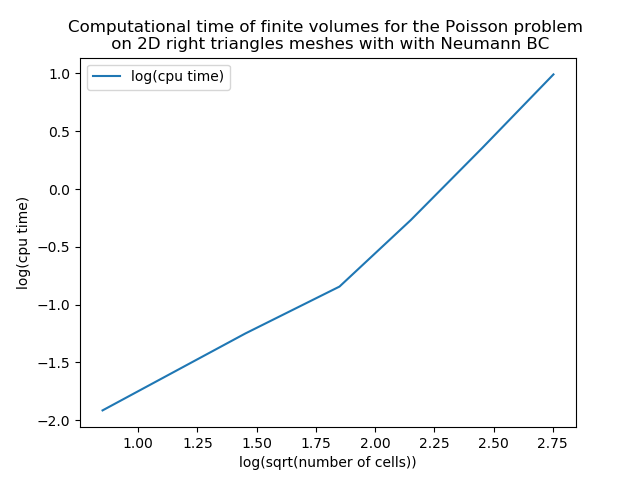 Computational time of finite volumes for the Poisson problem
on 2D right triangles meshes with with Neumann BC
log(cpu time)
1.0
0.5
0.0
−0.5
−1.0
−1.5
−2.0
log(cpu time)
1.00 1.25 1.50 1.75 2.00 2.25 2.50 2.75
log(sqrt(number of cells))